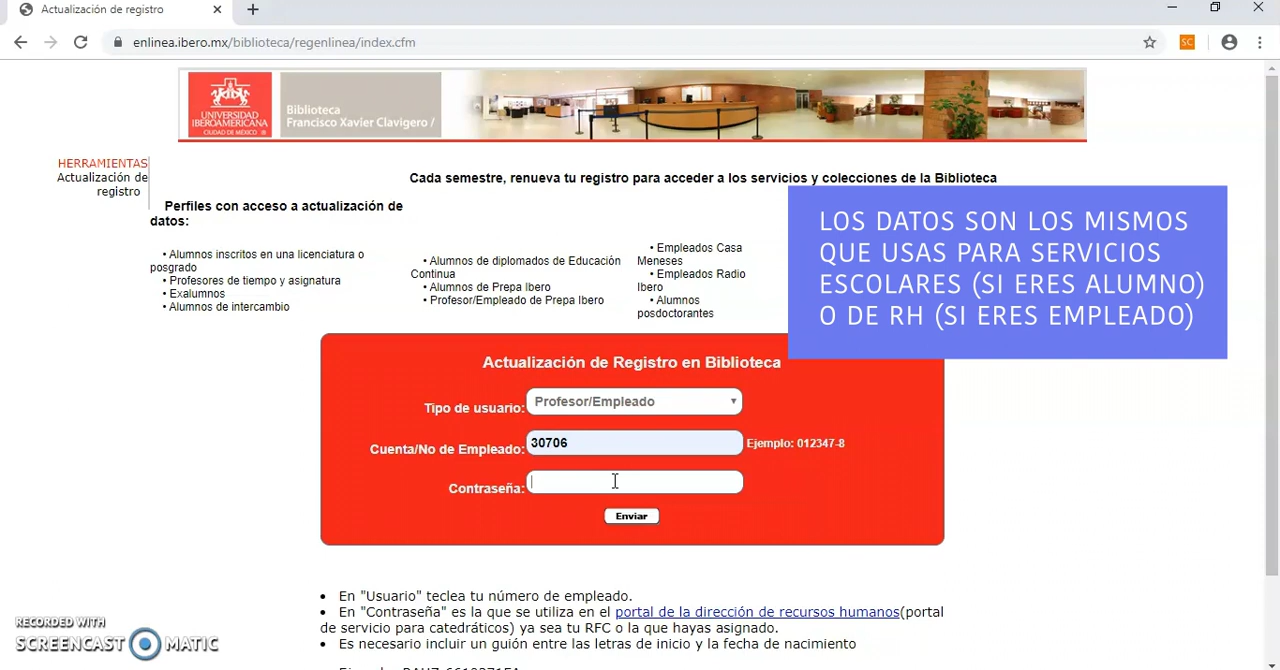 Actualización de registro
enlinea.ibero.mx/biblioteca/regenlinea/index.cfm
SC
UNIVERSIDAD
IBEROAMERICANA
CIUDAD DE MÉXICO ®
Biblioteca
Francisco Xavier Clavigero /
HERRAMIENTAS
Actualización de
registro
Cada semestre, renueva tu registro para acceder a los servicios y colecciones de la Biblioteca
Perfiles con acceso a actualización de
datos:
• Alumnos inscritos en una licenciatura o
posgrado
• Profesores de tiempo y asignatura
• Exalumnos
• Alumnos de intercambio
• Alumnos de diplomados de Educación
Continua
• Alumnos de Prepa Ibero
• Profesor/Empleado de Prepa Ibero
• Empleados Casa
Meneses
• Empleados Radio
Ibero
• Alumnos
posdoctorantes
LOS DATOS SON LOS MISMOS
QUE USAS PARA SERVICIOS
ESCOLARES (SI ERES ALUMNO)
O DE RH (SI ERES EMPLEADO)
Actualización de Registro en Biblioteca
Tipo de usuario: Profesor/Empleado
Cuenta/No de Empleado: 30706 Ejemplo: 012347-8
Contraseña:
Enviar
• En "Usuario" teclea tu número de empleado.
• En "Contraseña" es la que se utiliza en el portal de la dirección de recursos humanos(portal
de servicio para catedráticos) ya sea tu RFC o la que hayas asignado.
• Es necesario incluir un guión entre las letras de inicio y la fecha de nacimiento
RECORDED WITH
SCREENCAST MATIC